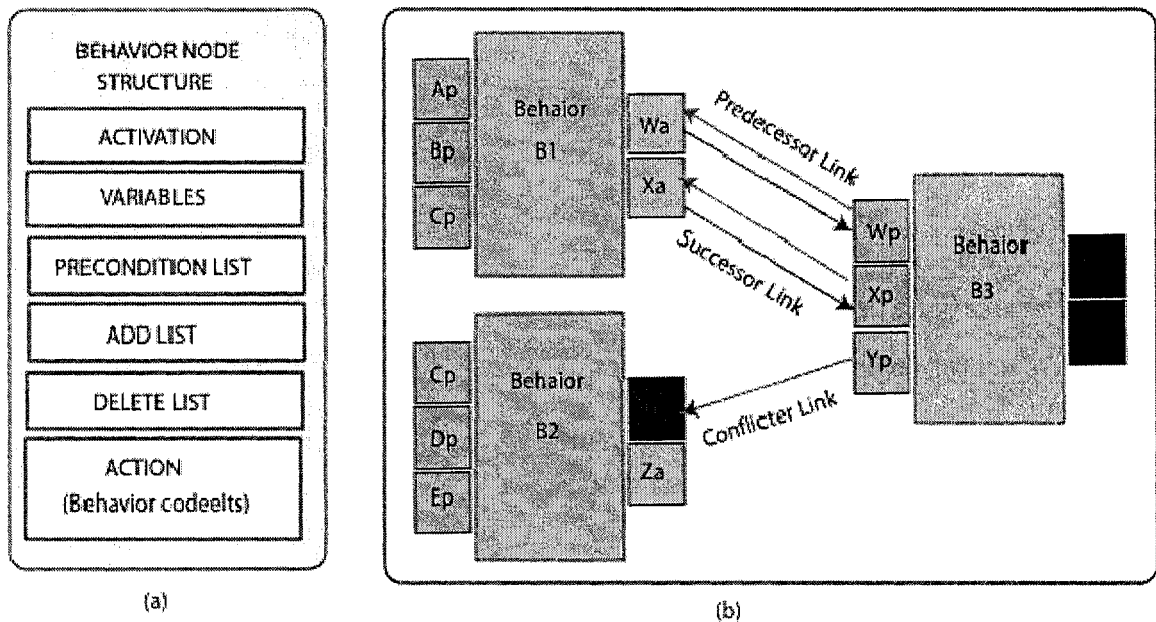 BEHAVIOR NODE
STRUCTURE
ACTIVATION
VARIABLES
PRECONDITION LIST
ADD LIST
DELETE LIST
ACTION
(Behavior codeelts)
(a)
Ap
Bp
Cp
Behaior
B1
Wa
Xa
Predecessor Link
Successor Link
Cp
Dp
Ep
Behaior
B2
Za
Conflicter Link
Wp
Xp
Yp
Behaior
B3
(b)